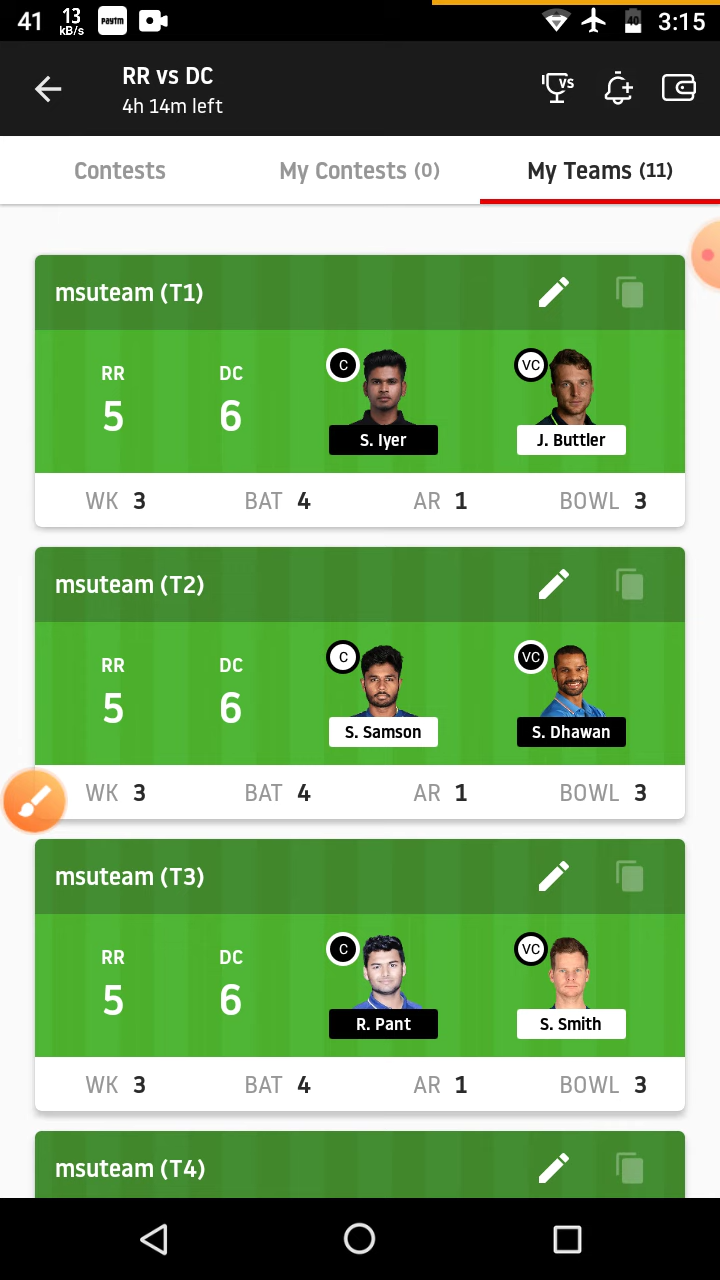 41 13 kB/s paytm 40 3:15
RR vs DC
4h 14m left
VS
Contests My Contests (0) My Teams (11)
msuteam (T1)
RR DC C VC
5 6
S. Iyer J. Buttler
WK 3 BAT 4 AR 1 BOWL 3
msuteam (T2)
RR DC C VC
5 6
S. Samson S. Dhawan
WK 3 BAT 4 AR 1 BOWL 3
msuteam (T3)
RR DC C VC
5 6
R. Pant S. Smith
WK 3 BAT 4 AR 1 BOWL 3
msuteam (T4)